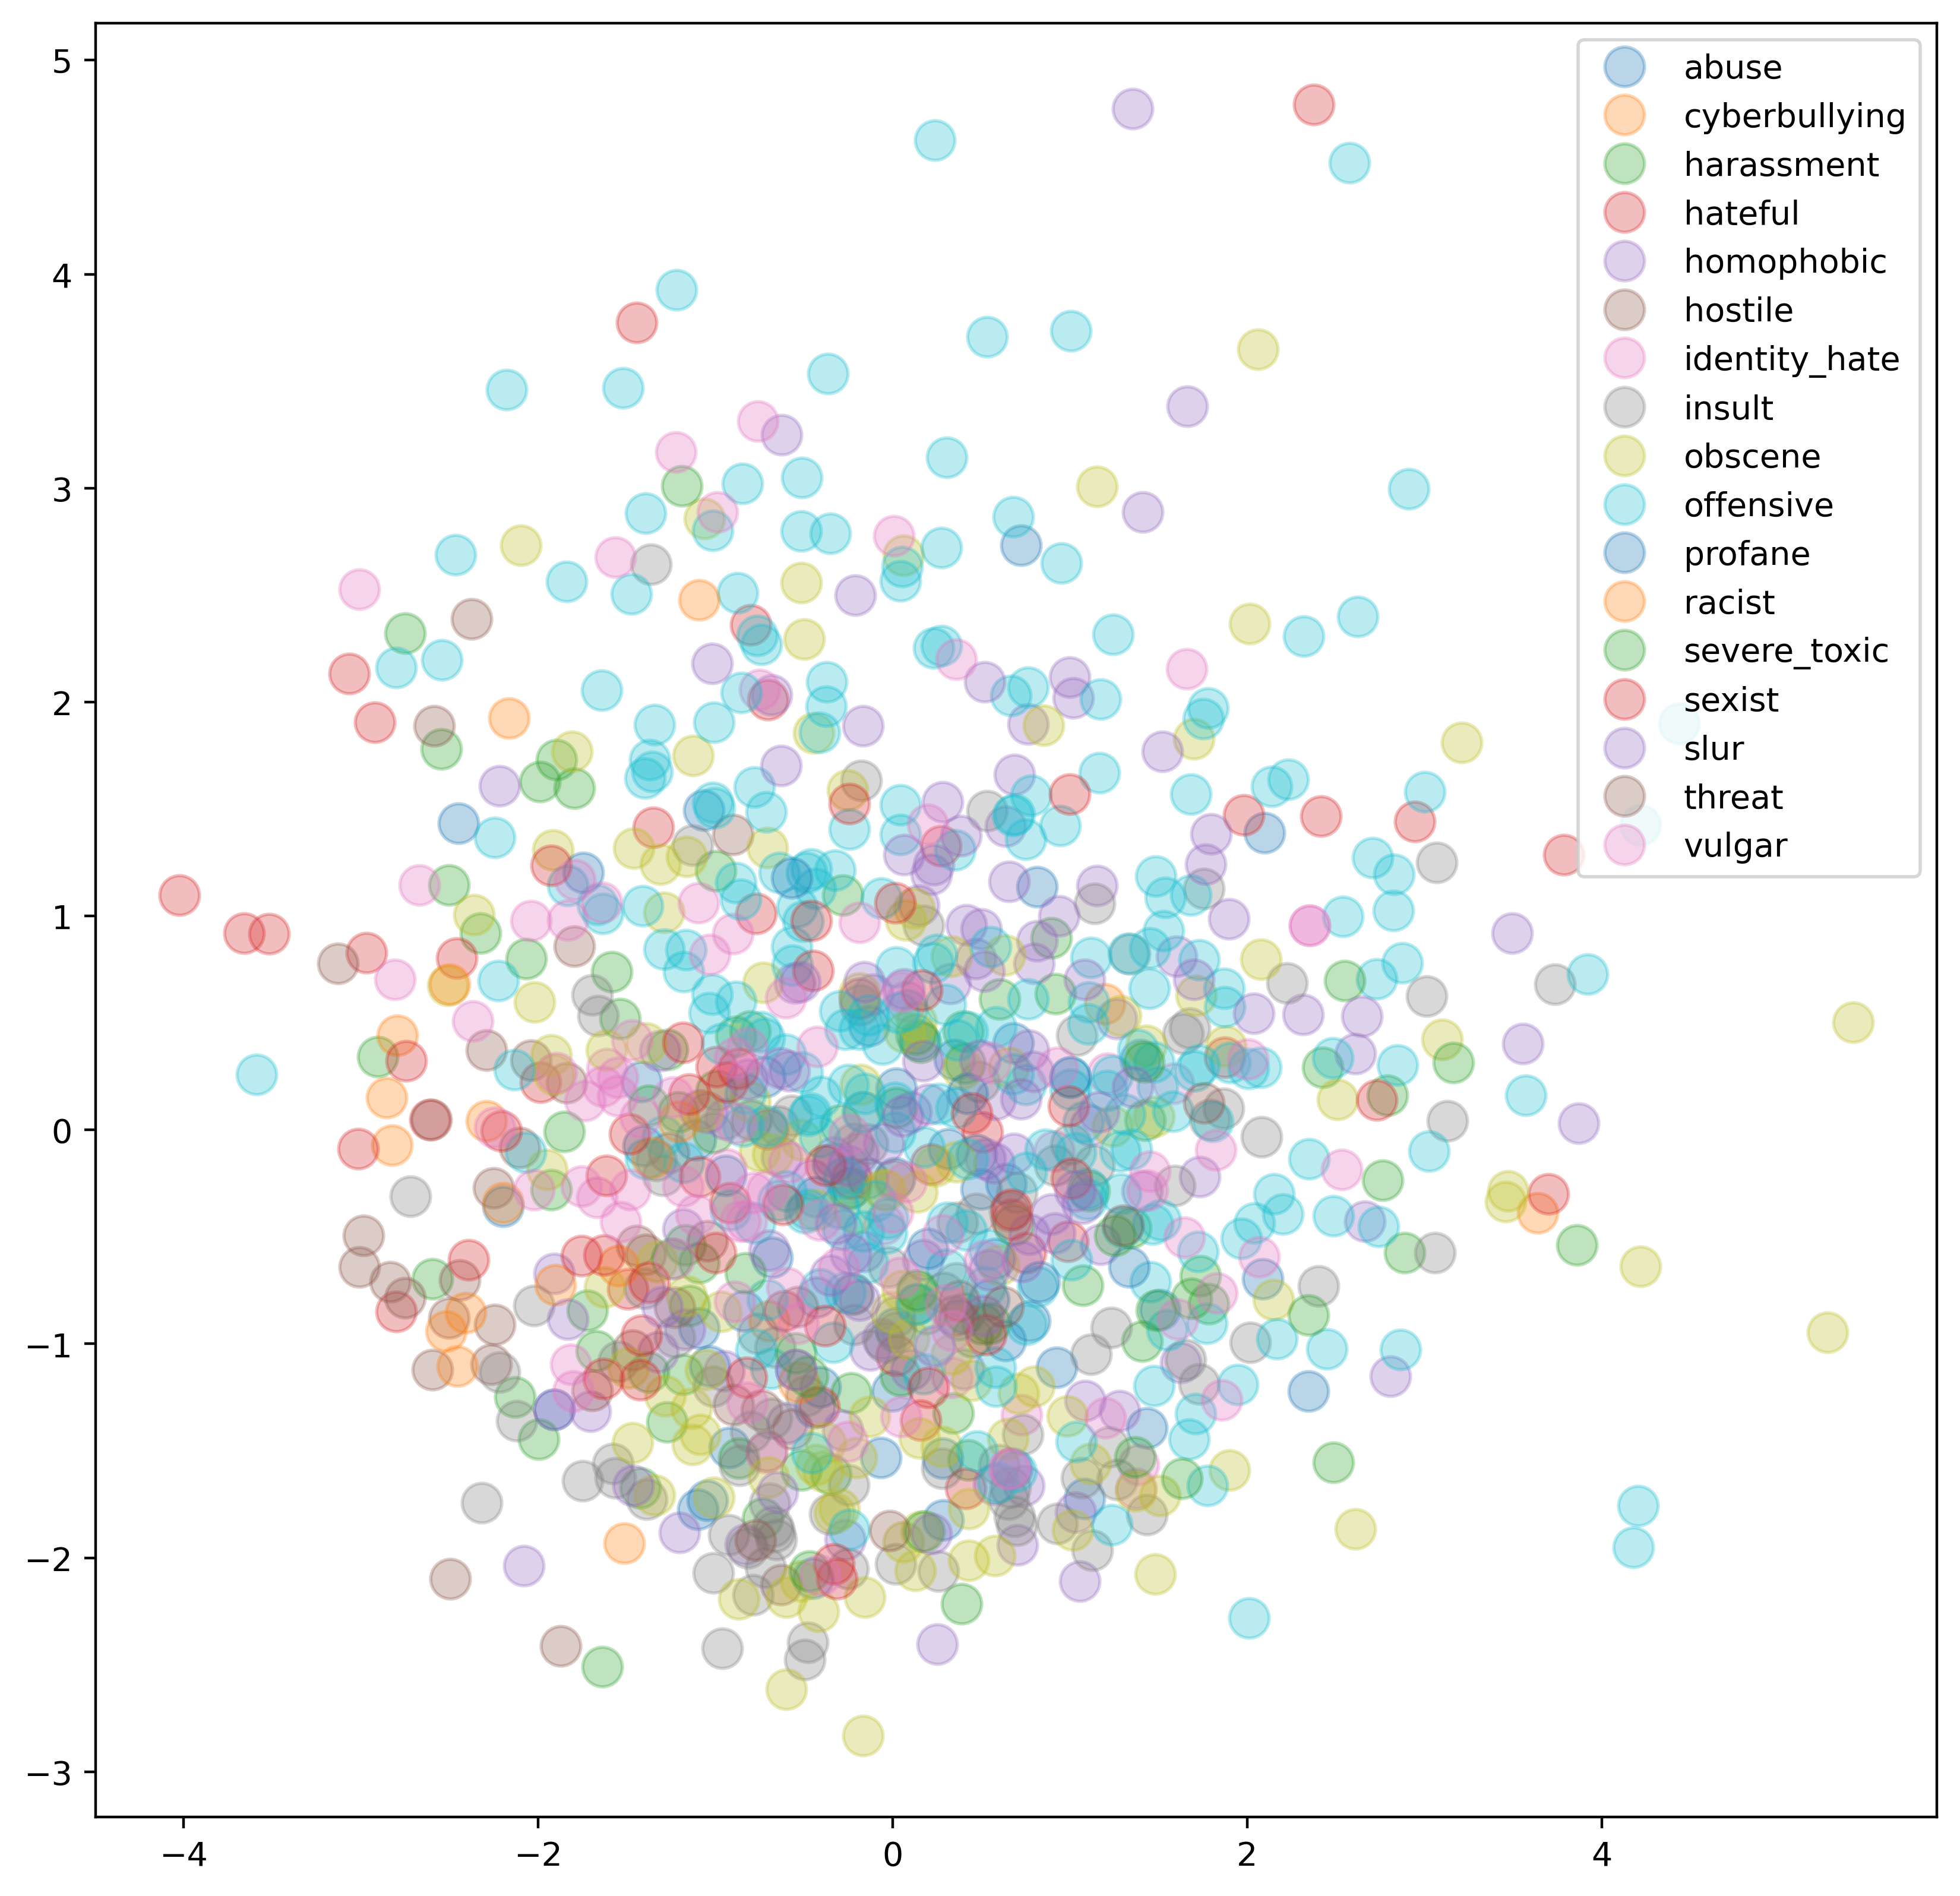 5
4
3
2
1
0
−1
−2
−3
−4
−2
0
2
4
abuse
cyberbullying
harassment
hateful
homophobic
hostile
identity_hate
insult
obscene
offensive
profane
racist
severe_toxic
sexist
slur
threat
vulgar